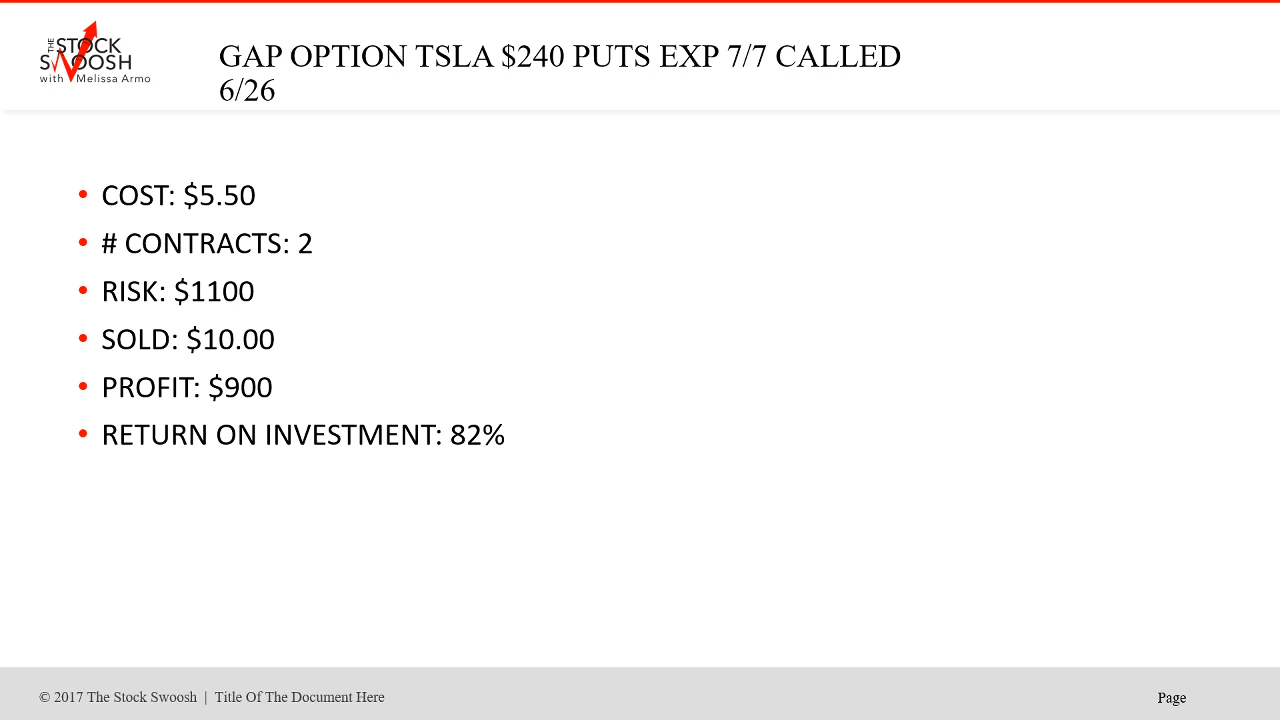 THE STOCK
SWOOSH
with Melissa Armo
GAP OPTION TSLA $240 PUTS EXP 7/7 CALLED
6/26
• COST: $5.50
• # CONTRACTS: 2
• RISK: $1100
• SOLD: $10.00
• PROFIT: $900
• RETURN ON INVESTMENT: 82%
© 2017 The Stock Swoosh | Title Of The Document Here
Page